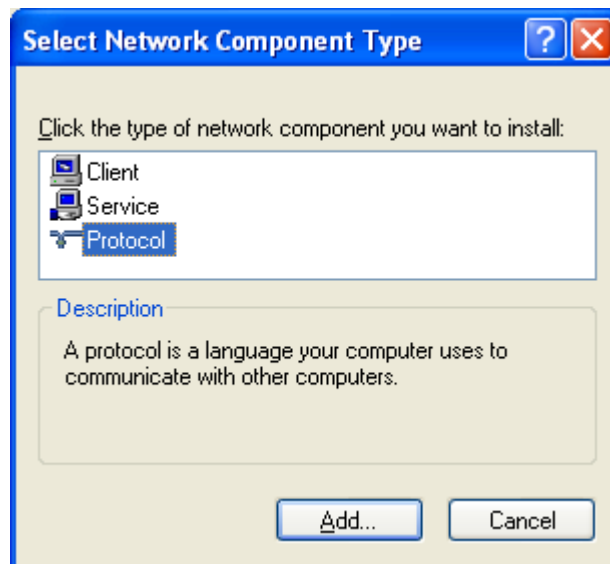 Select Network Component Type
Click the type of network component you want to install:
Client
Service
Protocol
Description
A protocol is a language your computer uses to
communicate with other computers.
Add... Cancel